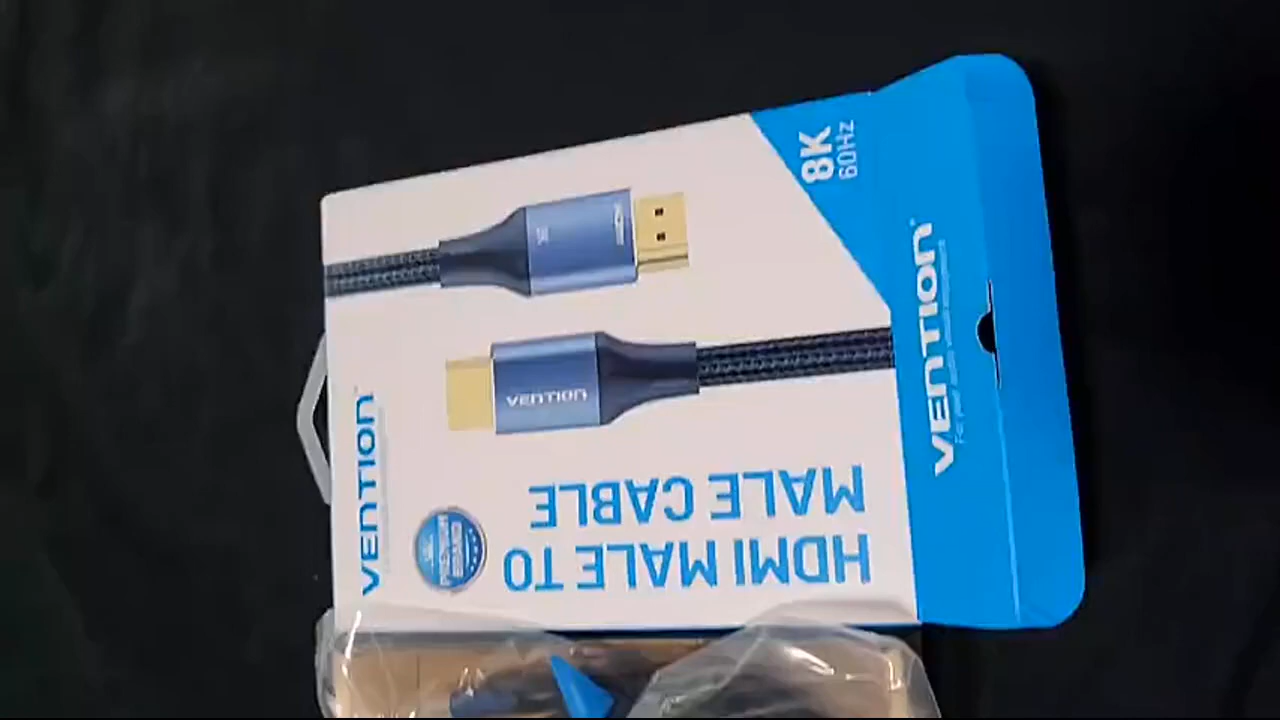 HDMI MALE TO
MALE CABLE
VENTION
VENTION
VENTION
8K
60Hz